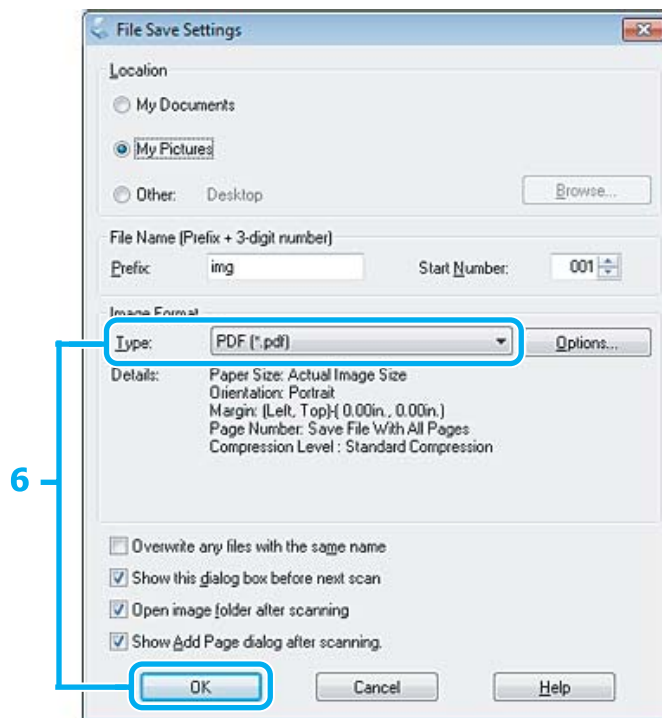 File Save Settings
Location
My Documents
My Pictures
Other: Desktop Browse...
File Name (Prefix + 3-digit number)
Prefix: img Start Number: 001
Image Format
Type: PDF (*.pdf) Options...
Details: Paper Size: Actual Image Size
Orientation: Portrait
Margin: (Left, Top)-( 0.00in., 0.00in.)
Page Number: Save File With All Pages
Compression Level : Standard Compression
6
Overwrite any files with the same name
Show this dialog box before next scan
Open image folder after scanning
Show Add Page dialog after scanning.
OK Cancel Help